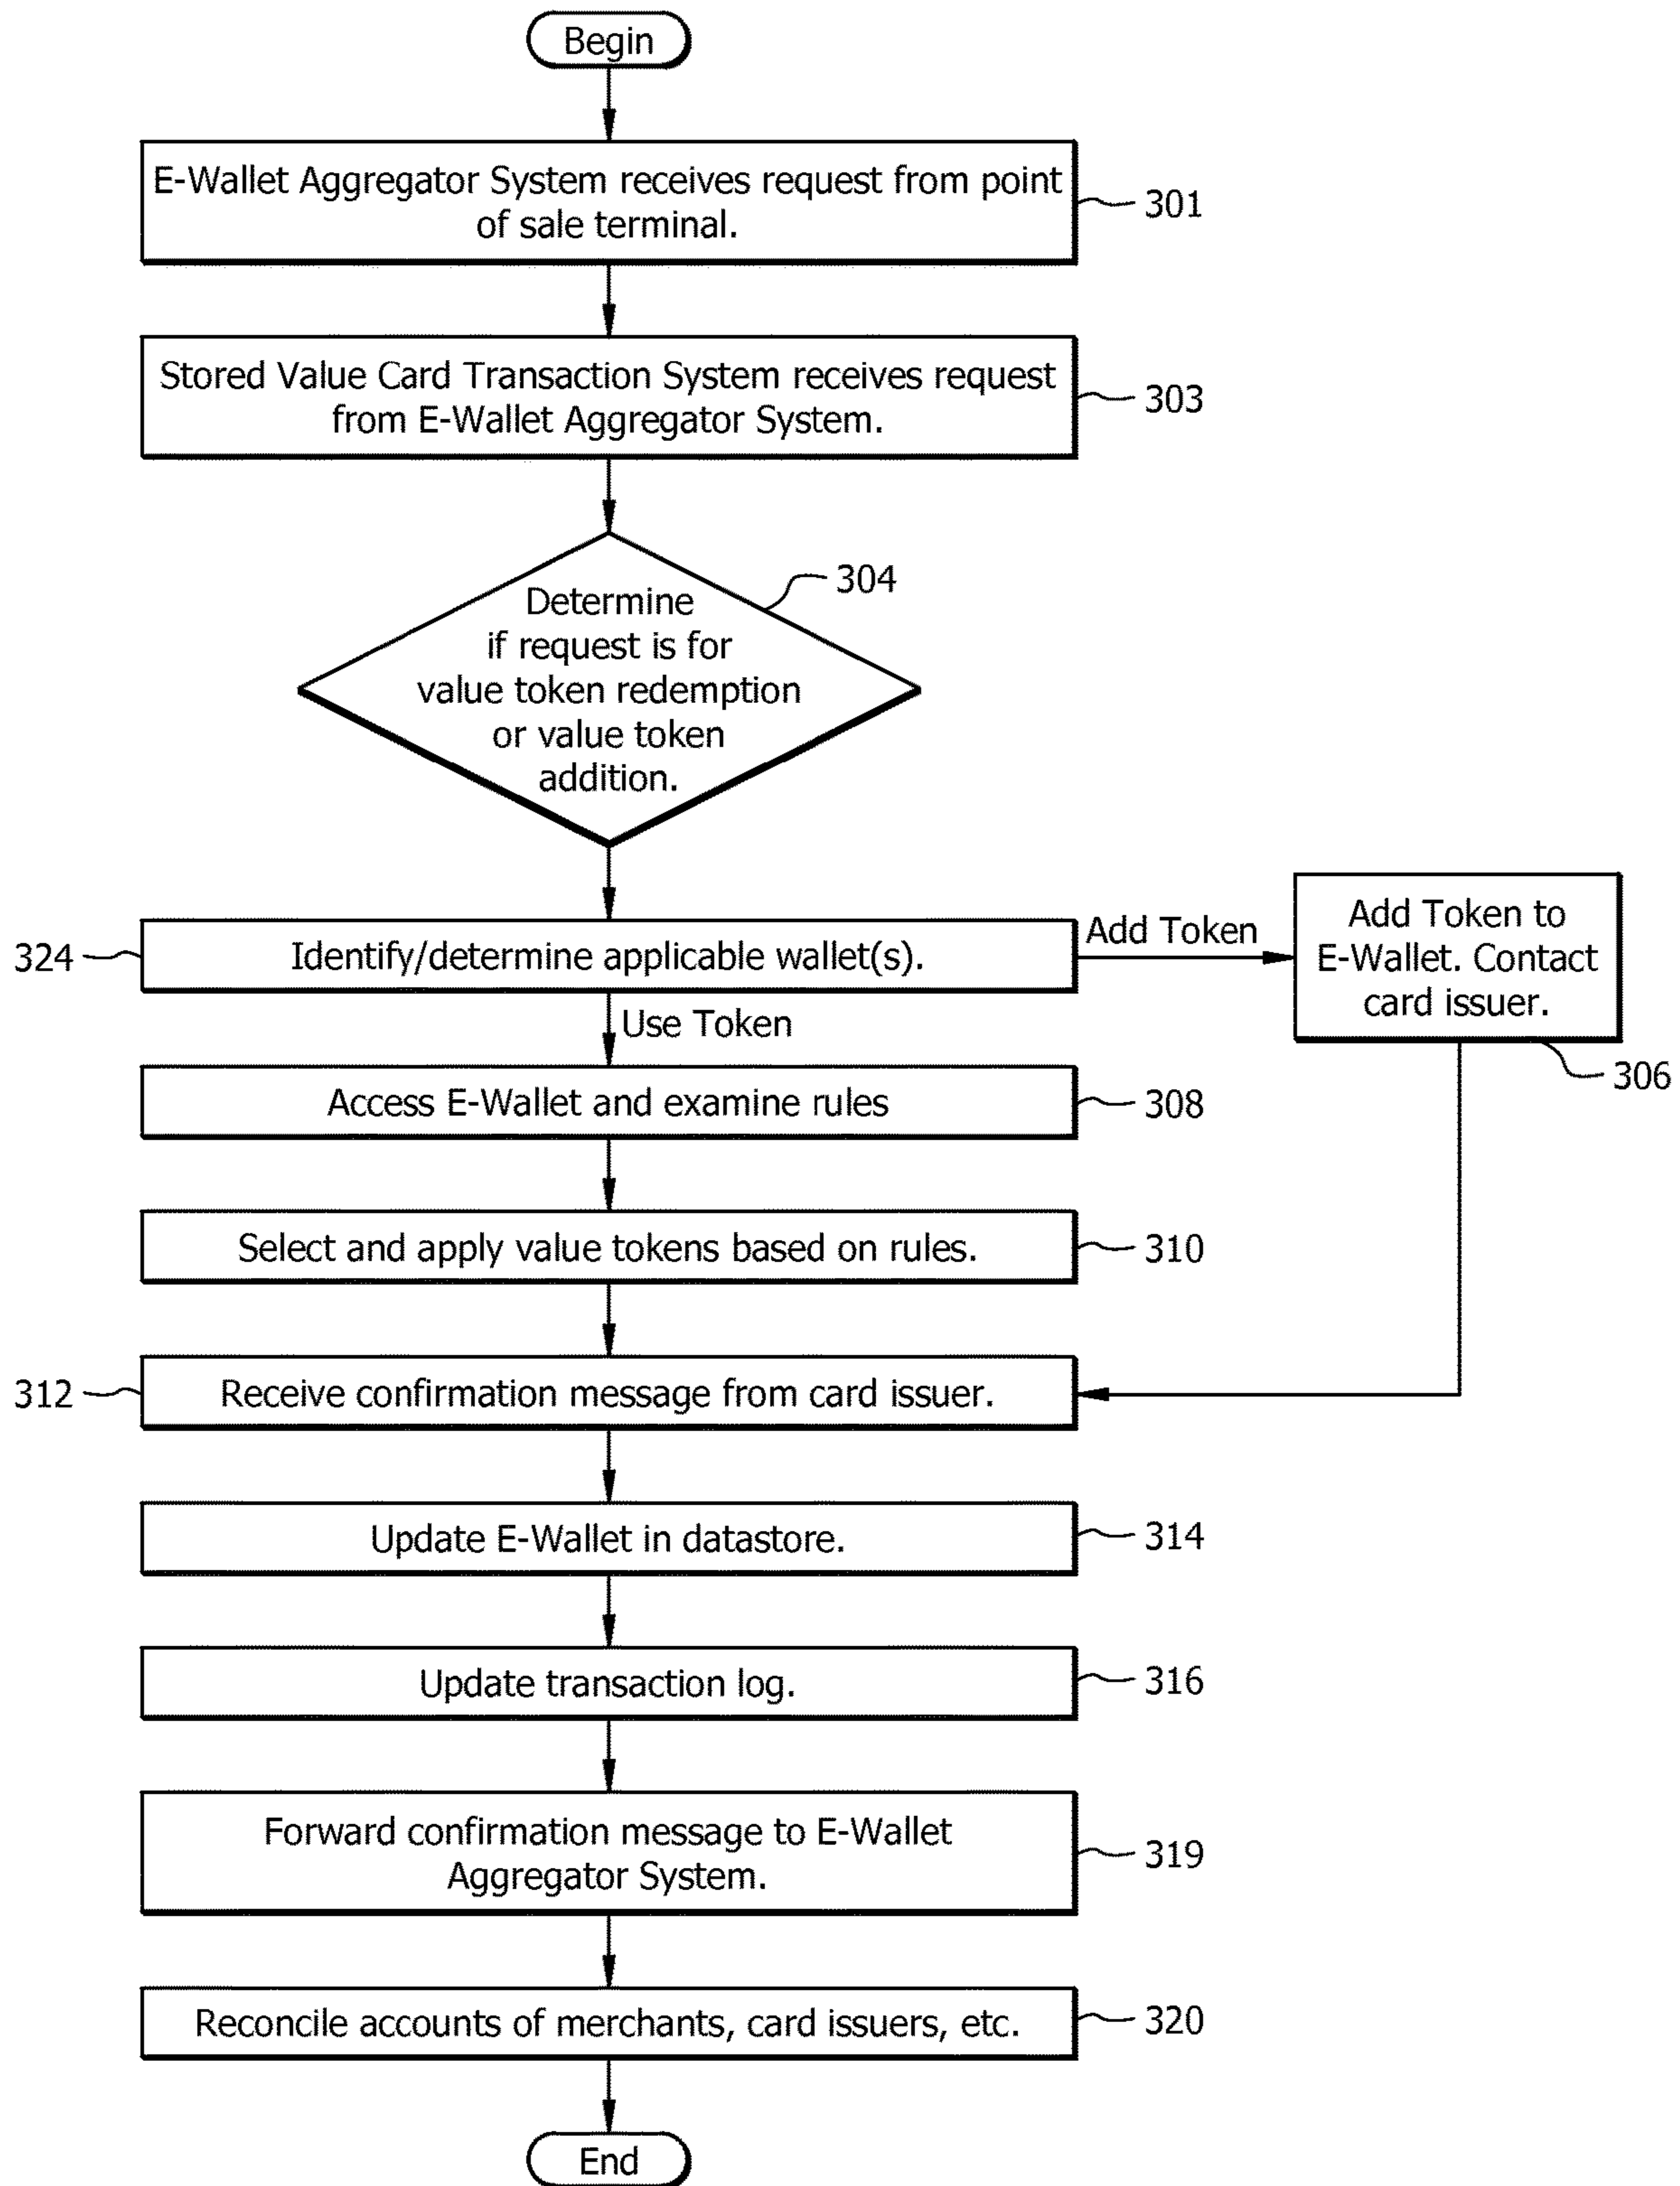 Begin
E-Wallet Aggregator System receives request from point
of sale terminal.
301
Stored Value Card Transaction System receives request
from E-Wallet Aggregator System.
303
304
Determine
if request is for
value token redemption
or value token
addition.
324
Identify/determine applicable wallet(s).
Add Token
Add Token to
E-Wallet. Contact
card issuer.
306
Use Token
Access E-Wallet and examine rules
308
Select and apply value tokens based on rules.
310
312
Receive confirmation message from card issuer.
Update E-Wallet in datastore.
314
Update transaction log.
316
Forward confirmation message to E-Wallet
Aggregator System.
319
Reconcile accounts of merchants, card issuers, etc.
320
End